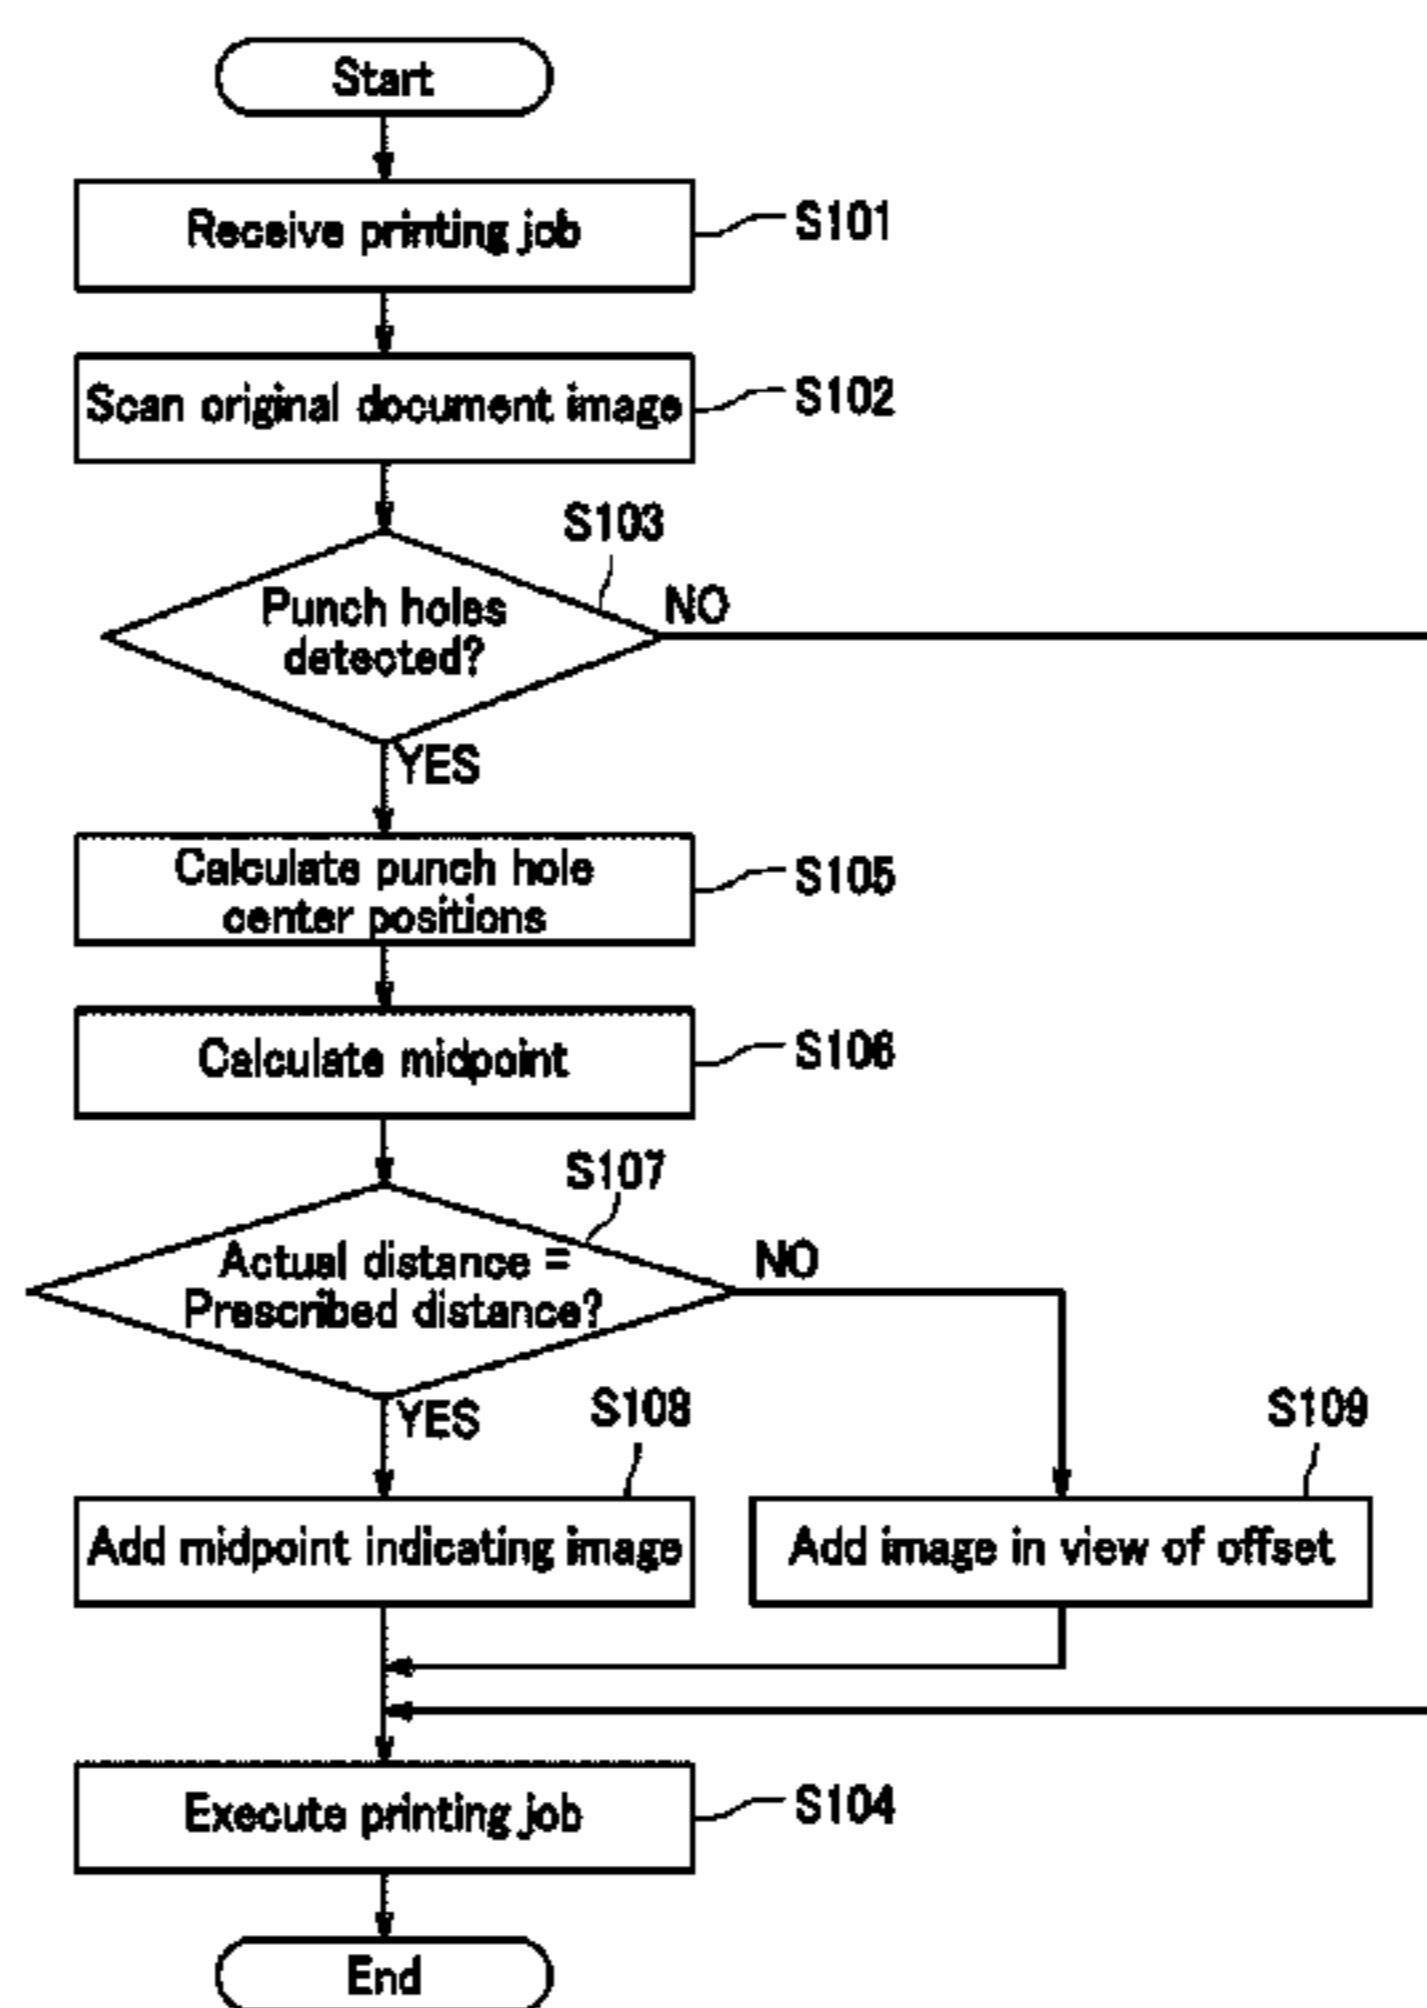 Start
Receive printing job
S101
Scan original document image
S102
S103
Punch holes
detected?
NO
YES
Calculate punch hole
center positions
S105
Calculate midpoint
S106
S107
Actual distance =
Prescribed distance?
NO
YES
S108
S109
Add midpoint indicating image
Add image in view of offset
Execute printing job
S104
End